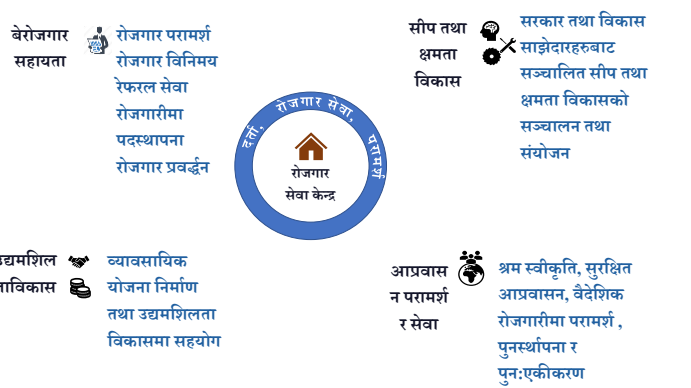 बेरोजगार
सहायता
रोजगार परामर्श
रोजगार विनिमय
रेफरल सेवा
रोजगारीमा
पदस्थापना
रोजगार प्रवर्द्धन
सीप तथा
क्षमता
विकास
सरकार तथा विकास
साझेदारहरुबाट
सञ्चालित सीप तथा
क्षमता विकासको
सञ्चालन तथा
संयोजन
दर्ता, रोजगार सेवा, परामर्श
रोजगार
सेवा केन्द्र
द्यमशिल
ाविकास
व्यावसायिक
योजना निर्माण
तथा उद्यमशिलता
विकासमा सहयोग
आप्रवास
न परामर्श
र सेवा
श्रम स्वीकृति, सुरक्षित
आप्रवासन, वैदेशिक
रोजगारीमा परामर्श ,
पुनर्स्थापना र
पुन:एकीकरण